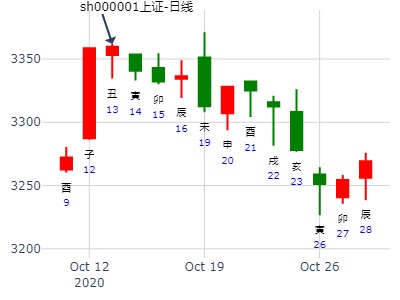 sh000001上证-日线
3350
3300
3250
3200
酉
9
子
12
丑
13
寅
14
卯
15
辰
16
未
19
申
20
酉
21
戌
22
亥
23
寅
26
卯
27
辰
28
Oct 12
2020
Oct 19
Oct 26